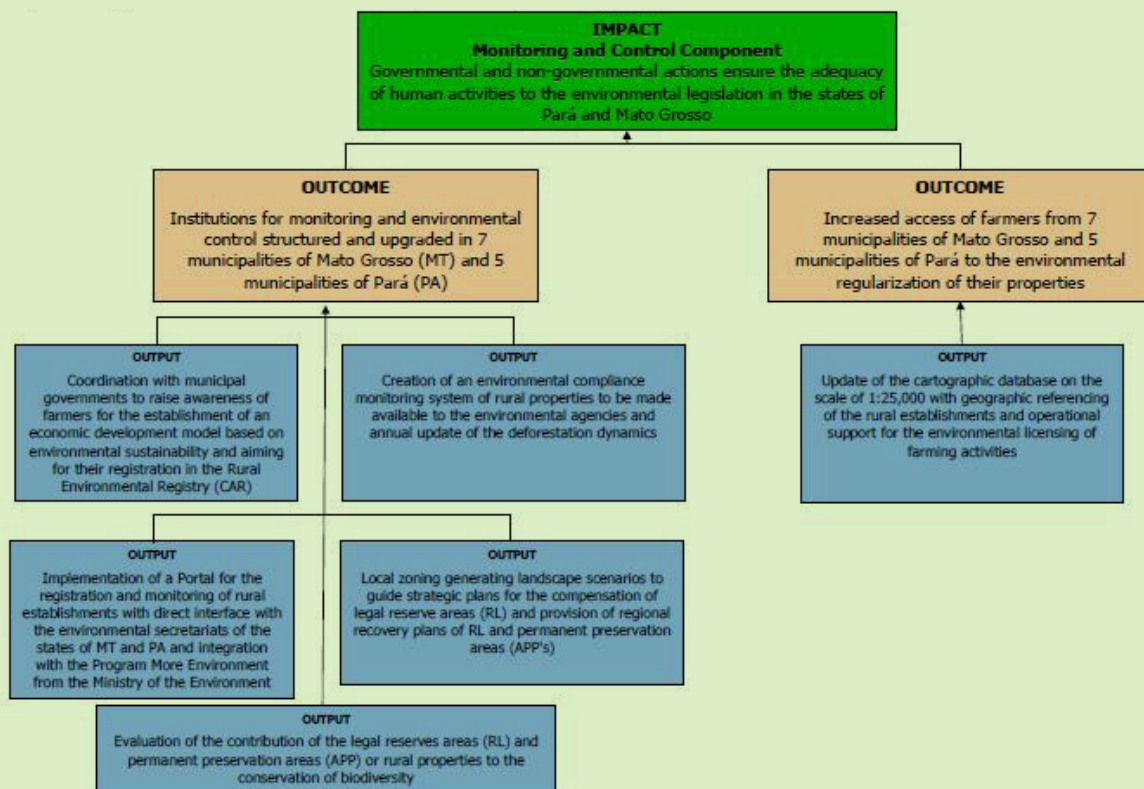 IMPACT
Monitoring and Control Component
Governmental and non-governmental actions ensure the adequacy
of human activities to the environmental legislation in the states of
Pará and Mato Grosso
OUTCOME
Institutions for monitoring and environmental
control structured and upgraded in 7
municipalities of Mato Grosso (MT) and 5
municipalities of Pará (PA)
OUTCOME
Increased access of farmers from 7
municipalities of Mato Grosso and 5
municipalities of Pará to the environmental
regularization of their properties
OUTPUT
Coordination with municipal
governments to raise awareness of
farmers for the establishment of an
economic development model based on
environmental sustainability and aiming
for their registration in the Rural
Environmental Registry (CAR)
OUTPUT
Creation of an environmental compliance
monitoring system of rural properties to be made
available to the environmental agencies and
annual update of the deforestation dynamics
OUTPUT
Update of the cartographic database on the
scale of 1:25,000 with geographic referencing
of the rural establishments and operational
support for the environmental licensing of
farming activities
OUTPUT
Implementation of a Portal for the
registration and monitoring of rural
establishments with direct interface with
the environmental secretariats of the
states of MT and PA and integration
with the Program More Environment
from the Ministry of the Environment
OUTPUT
Local zoning generating landscape scenarios to
guide strategic plans for the compensation of
legal reserve areas (RL) and provision of regional
recovery plans of RL and permanent preservation
areas (APP's)
OUTPUT
Evaluation of the contribution of the legal reserves areas (RL) and
permanent preservation areas (APP) or rural properties to the
conservation of biodiversity